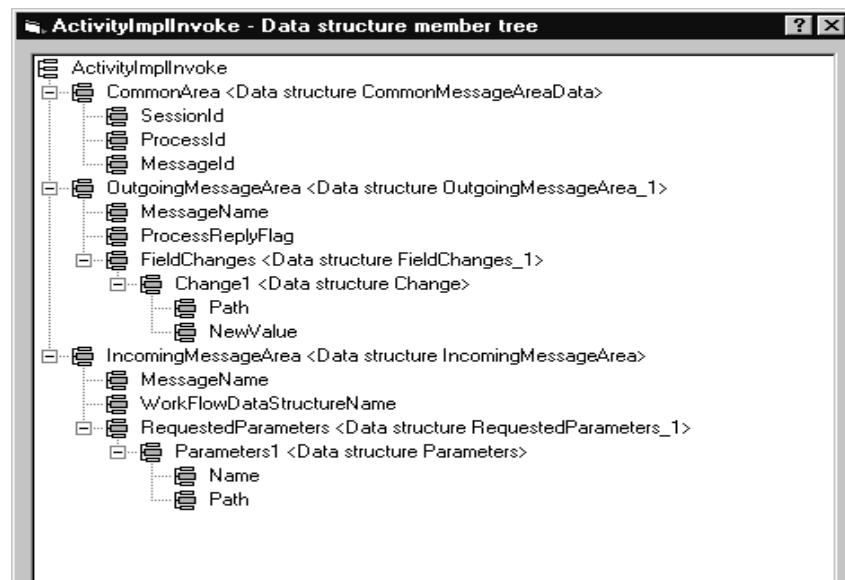 ActivityImplInvoke - Data structure member tree
ActivityImplInvoke
CommonArea <Data structure CommonMessageAreaData>
SessionId
ProcessId
MessageId
OutgoingMessageArea <Data structure OutgoingMessageArea_1>
MessageName
ProcessReplyFlag
FieldChanges <Data structure FieldChanges_1>
Change1 <Data structure Change>
Path
NewValue
IncomingMessageArea <Data structure IncomingMessageArea>
MessageName
WorkFlowDataStructureName
RequestedParameters <Data structure RequestedParameters_1>
Parameters1 <Data structure Parameters>
Name
Path